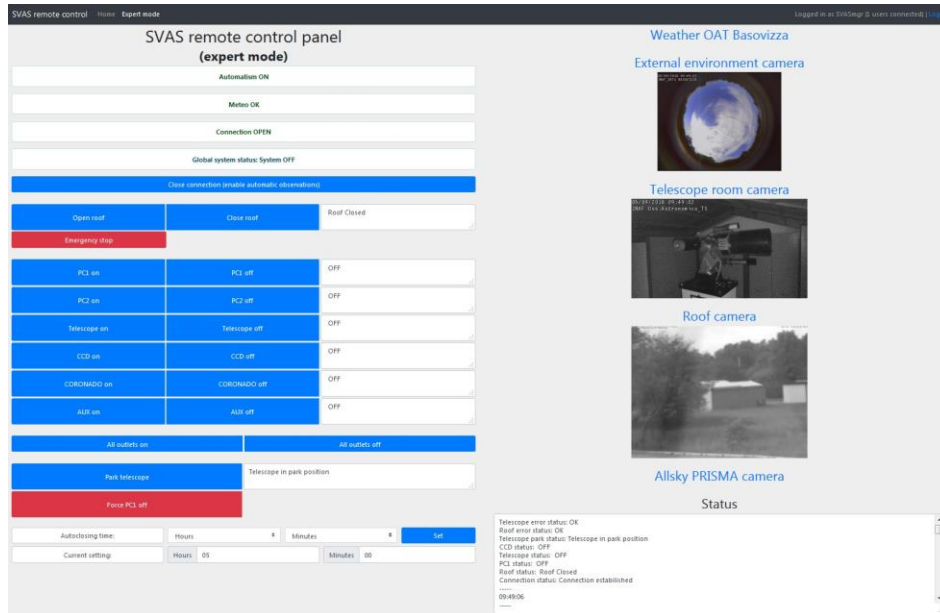 SVAS remote control Home Expert mode
Logged in as SVASmgr (1 users connected) |
SVAS remote control panel
(expert mode)
Automatism ON
Meteo OK
Connection OPEN
Global system status: System OFF
Close connection (enable automatic observations)
Open roof Close roof Roof Closed
Emergency stop
PC1 on PC1 off OFF
PC2 on PC2 off OFF
Telescope on Telescope off OFF
CCD on CCD off OFF
CORONADO on CORONADO off OFF
AUX on AUX off OFF
All outlets on All outlets off
Park telescope Telescope in park position
Force PC1 off
Autoclosing time: Hours Minutes Set
Current setting: Hours 05 Minutes 00
Weather OAT Basovizza
External environment camera
Telescope room camera
05/09/2018 09:49:02
Roof camera
Allsky PRISMA camera
Status
Telescope error status: OK
Roof error status: OK
Telescope park status: Telescope in park position
CCD status: OFF
Telescope status: OFF
PC1 status: OFF
Roof status: Roof Closed
Connection status: Connection estabilished
-----
09:49:06
-----